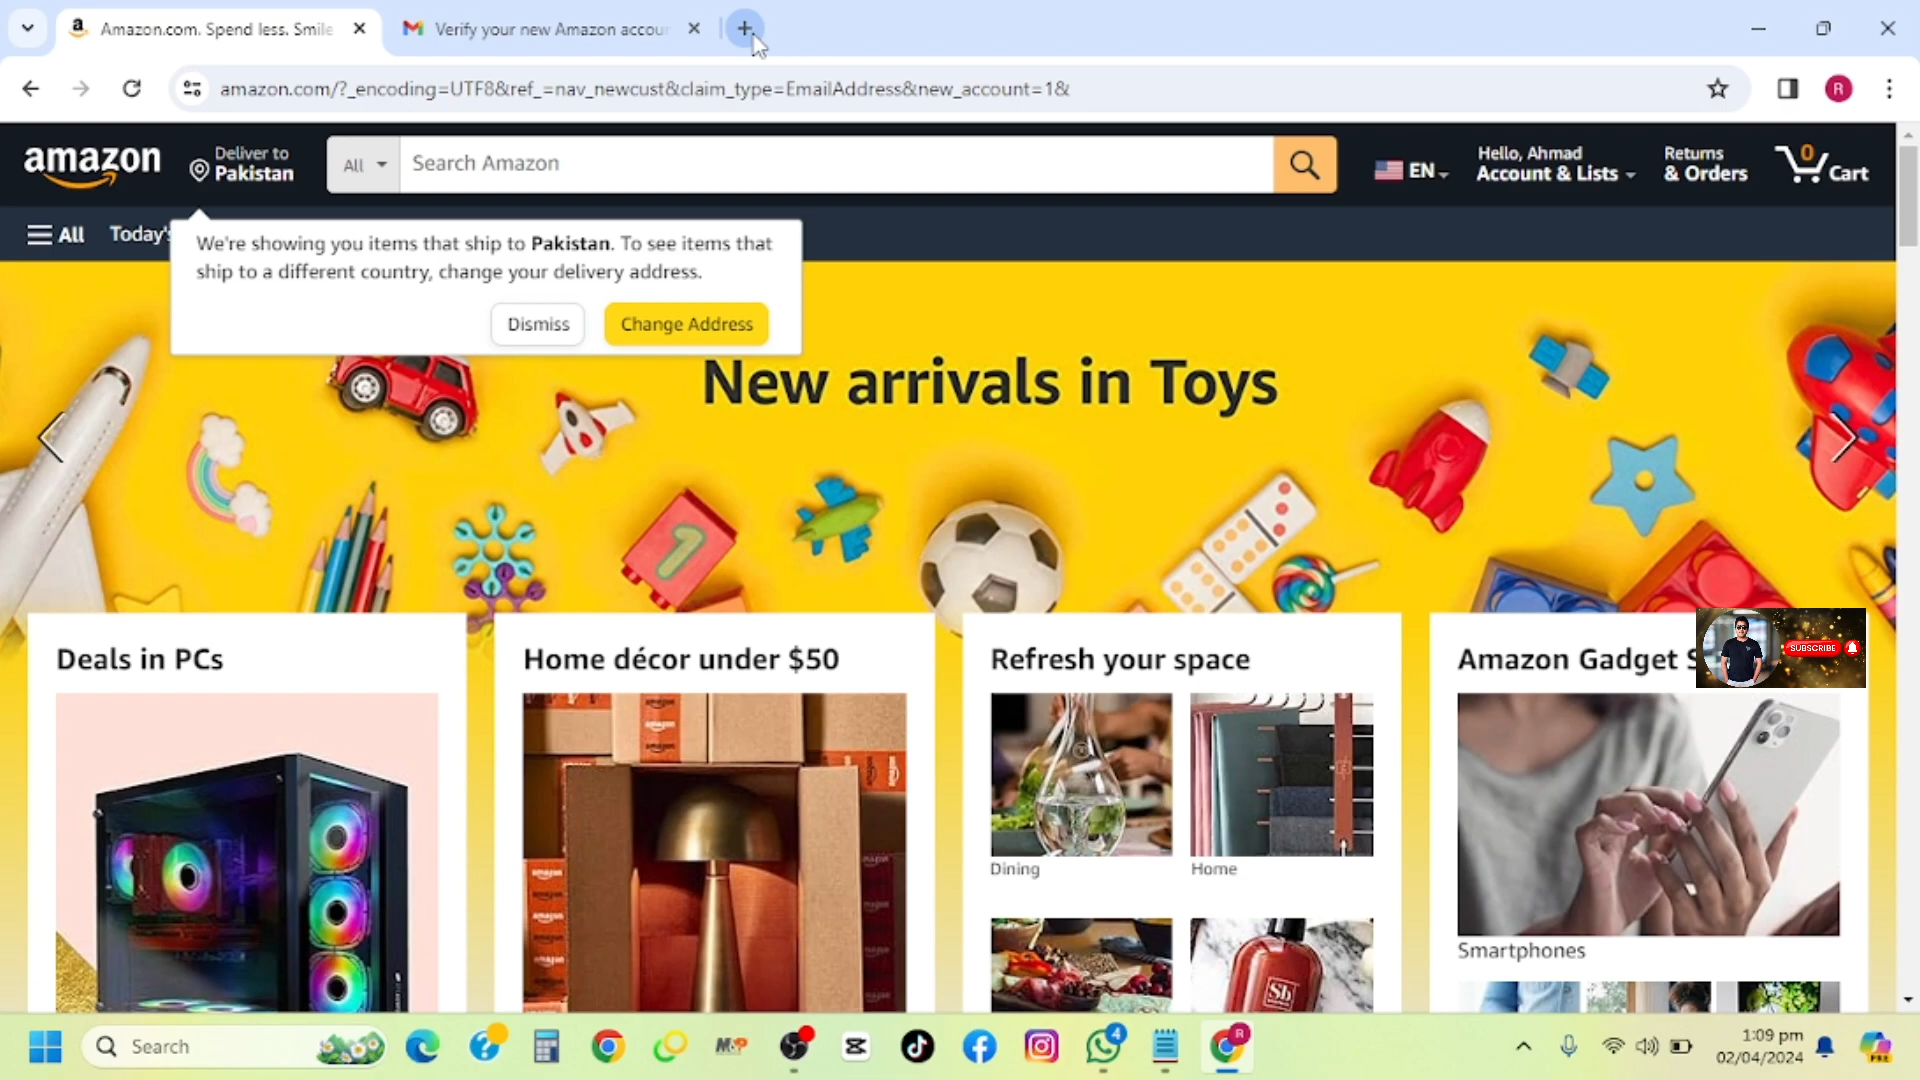 Amazon.com. Spend less. Smile
Verify your new Amazon accou
amazon.com/?_encoding=UTF8&ref_=nav_newcust&claim_type=EmailAddress&new_account=1&
R
amazon
Deliver to
Pakistan
All
Search Amazon
EN
Hello, Ahmad
Account & Lists
Returns
& Orders
0
Cart
All
Today's
We're showing you items that ship to Pakistan. To see items that
ship to a different country, change your delivery address.
Dismiss
Change Address
New arrivals in Toys
1
Deals in PCs
Home décor under $50
Refresh your space
Amazon Gadget S
SUBSCRIBE
Dining
Home
Smartphones
Sb
Search
4
R
1:09 pm
02/04/2024
PRE